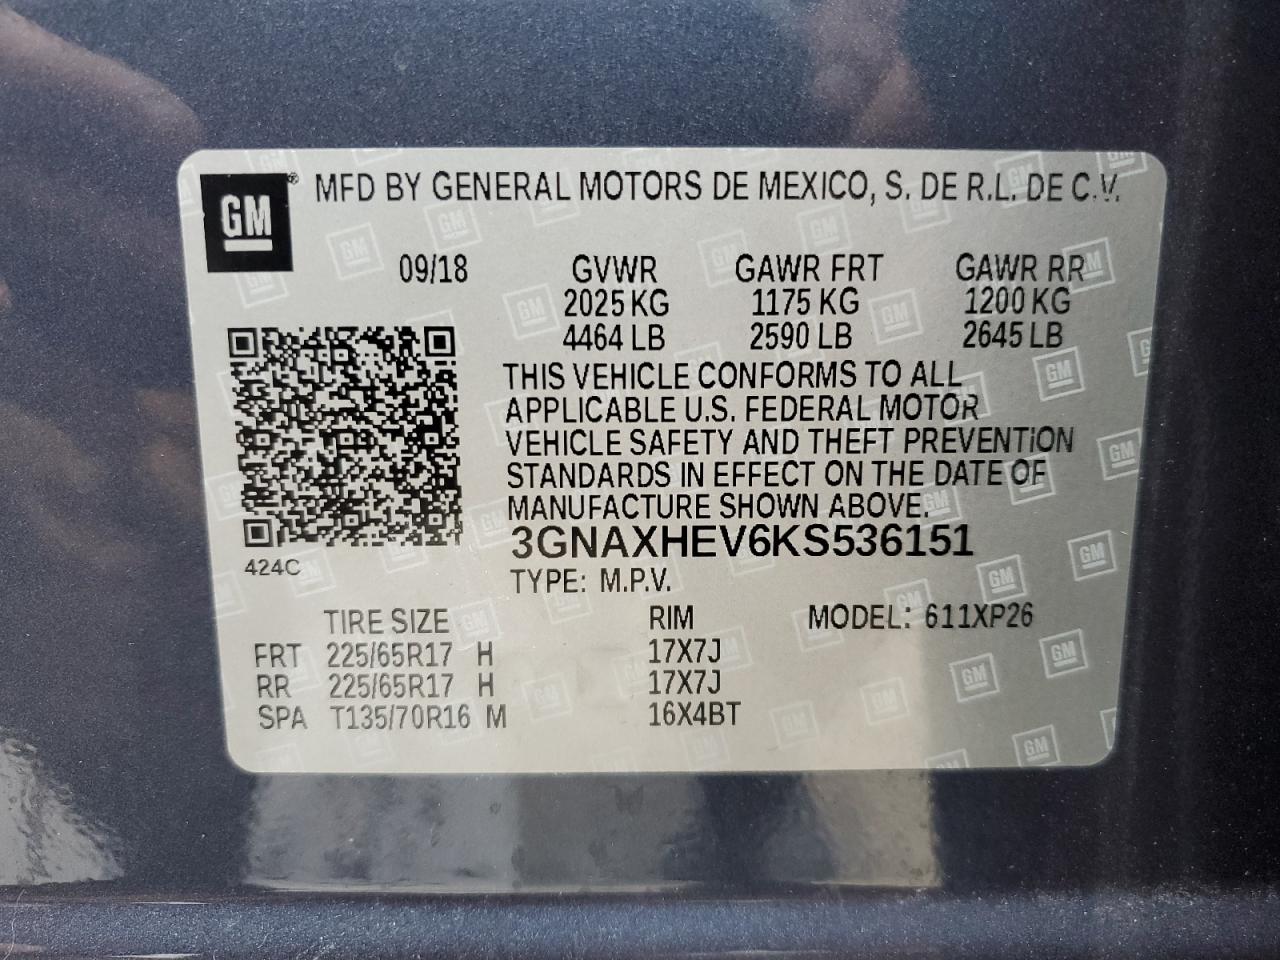 GM® MFD BY GENERAL MOTORS DE MEXICO, S. DE R.L. DE C.V.
09/18 GVWR GAWR FRT GAWR RR
2025 KG 1175 KG 1200 KG
4464 LB 2590 LB 2645 LB
THIS VEHICLE CONFORMS TO ALL
APPLICABLE U.S. FEDERAL MOTOR
VEHICLE SAFETY AND THEFT PREVENTION
STANDARDS IN EFFECT ON THE DATE OF
MANUFACTURE SHOWN ABOVE.
3GNAXHEV6KS536151
424C TYPE: M.P.V.
TIRE SIZE RIM MODEL: 611XP26
FRT 225/65R17 H 17X7J
RR 225/65R17 H 17X7J
SPA T135/70R16 M 16X4BT